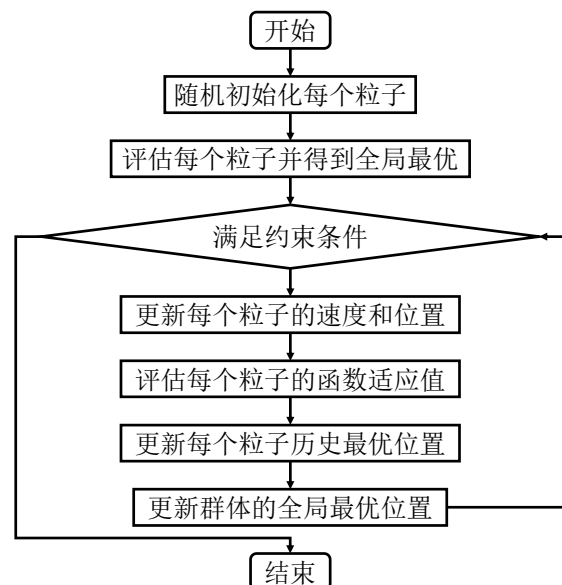 开始
随机初始化每个粒子
评估每个粒子并得到全局最优
满足约束条件
更新每个粒子的速度和位置
评估每个粒子的函数适应值
更新每个粒子历史最优位置
更新群体的全局最优位置
结束